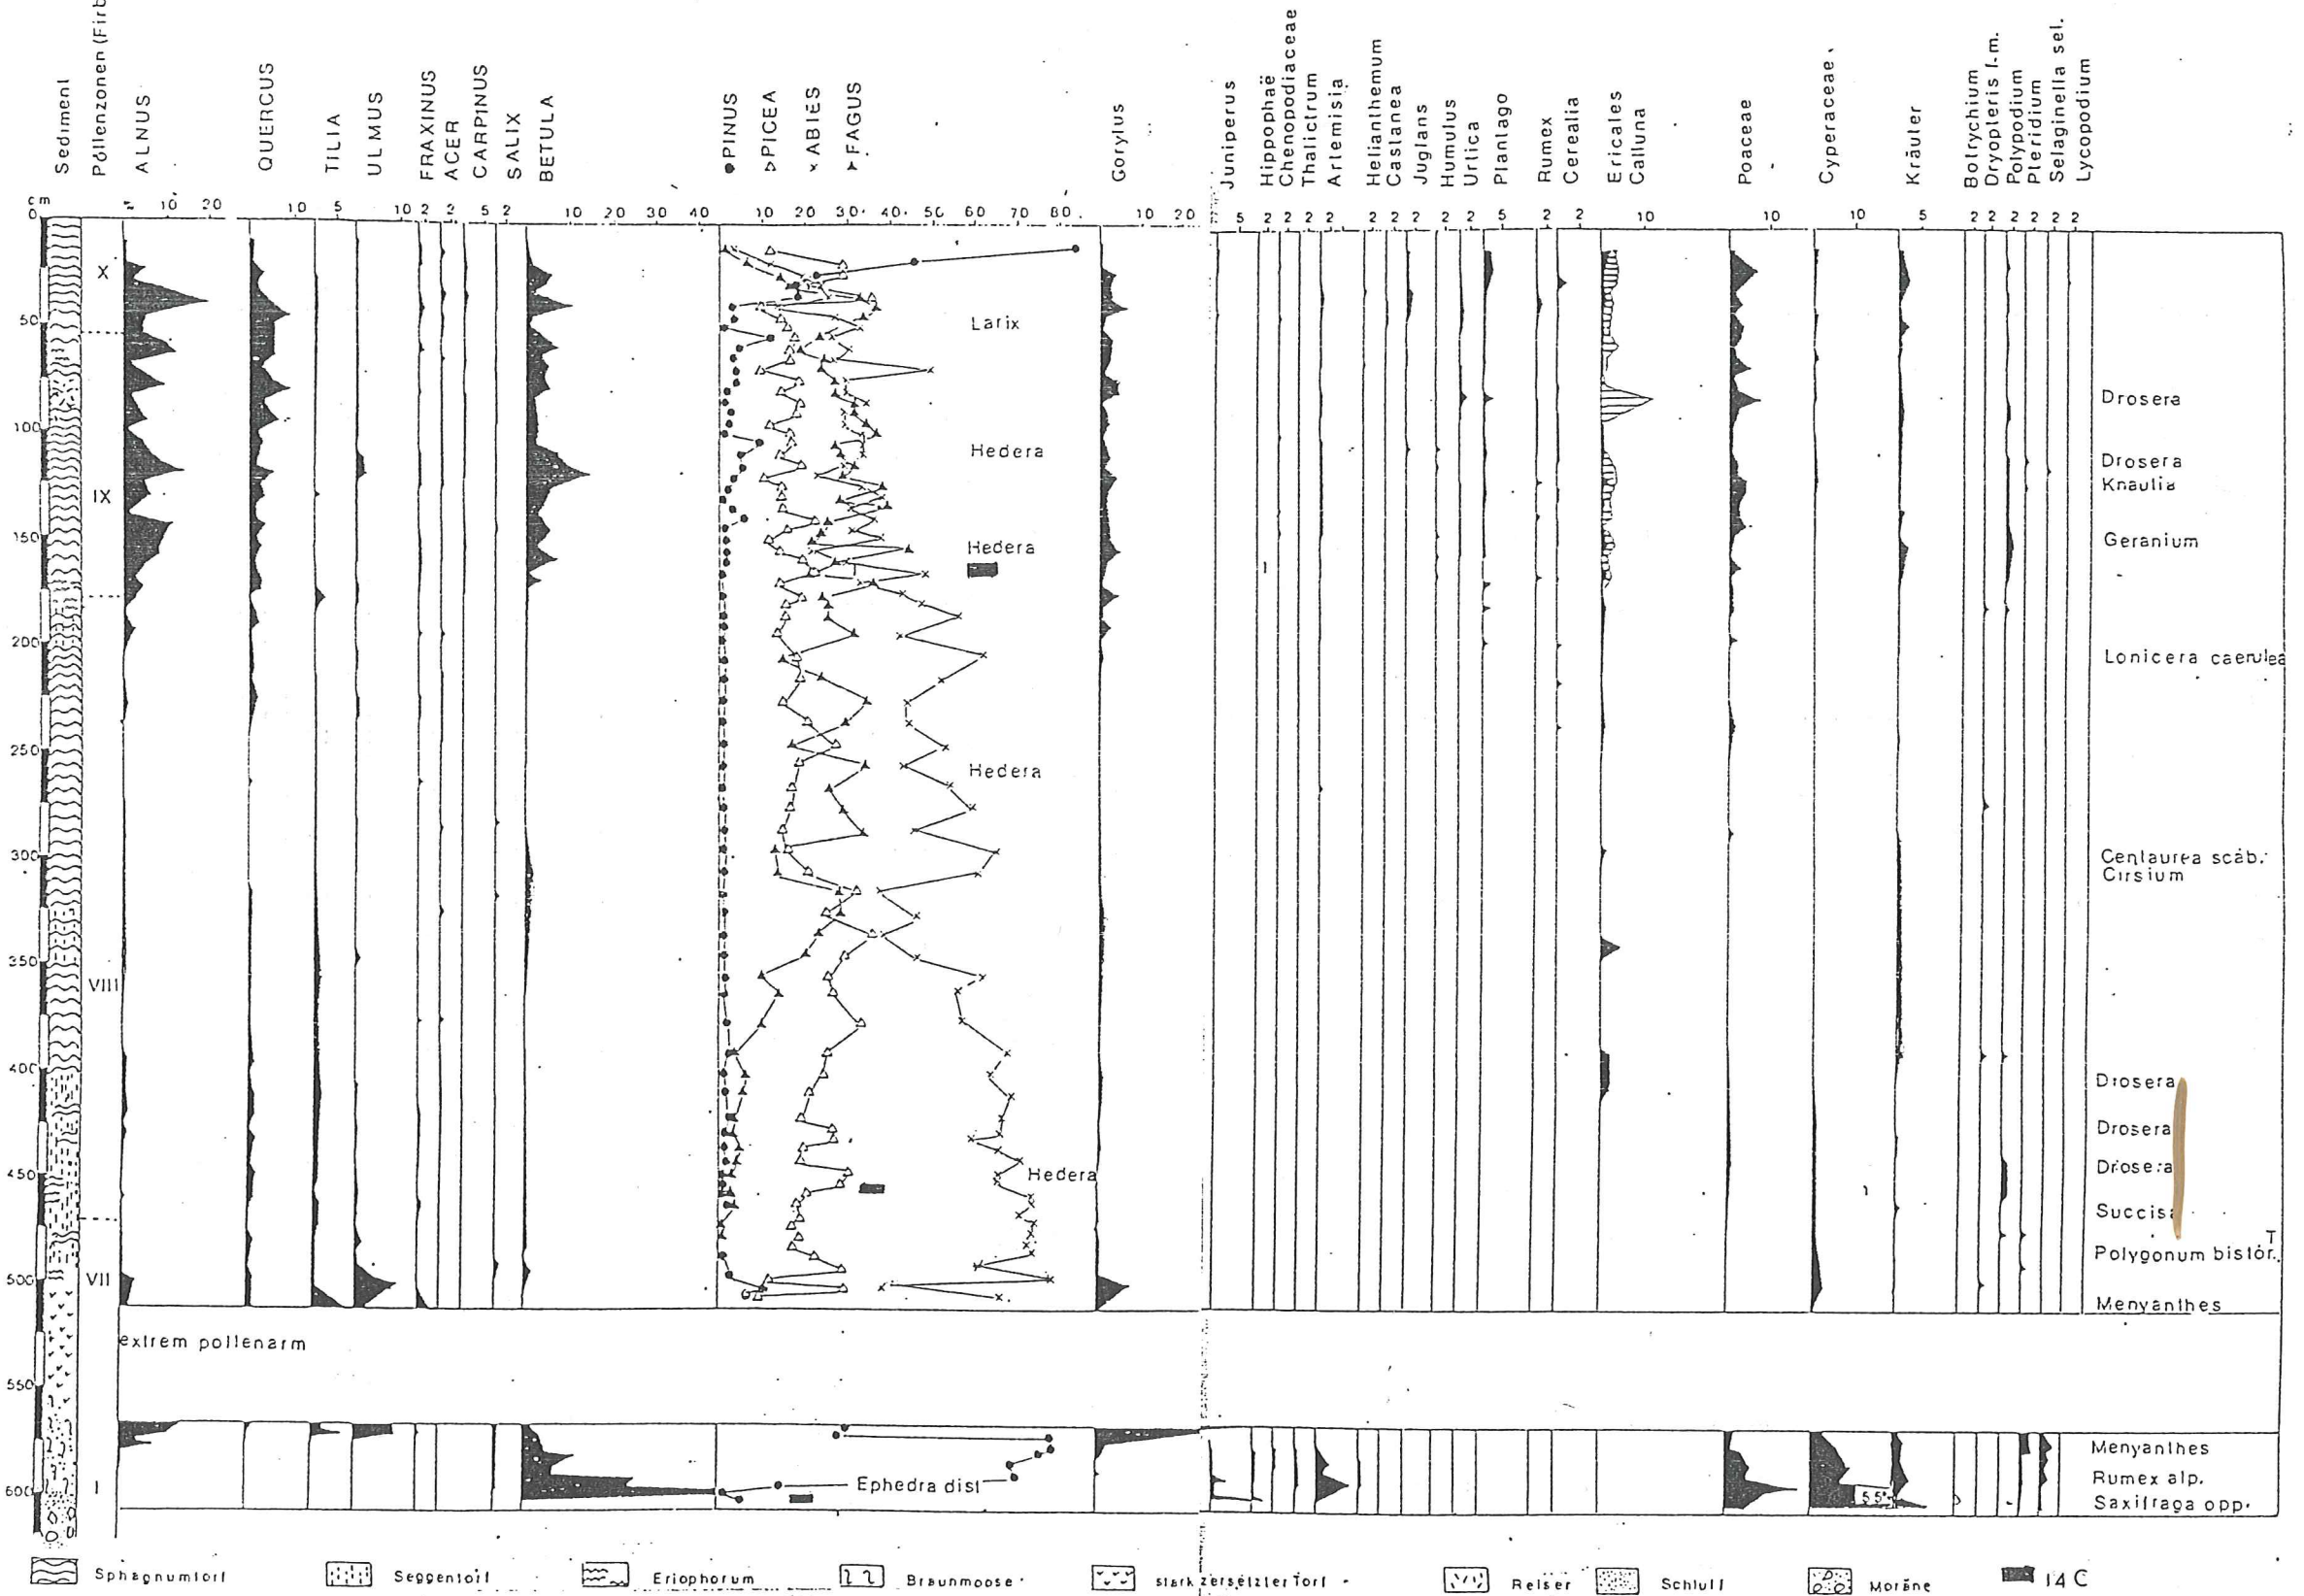 Sediment
Pollenzonen (Firb
ALNUS
QUERCUS
TILIA
ULMUS
FRAXINUS
ACER
CARPINUS
SALIX
BETULA
PINUS
PICEA
ABIES
FAGUS
Corylus
Juniperus
Hippophaë
Chenopodiaceae
Thalictrum
Artemisia
Helianthemum
Castanea
Juglans
Humulus
Urtica
Plantago
Rumex
Cerealia
Ericales
Calluna
Poaceae
Cyperaceae
Kräuter
Botrychium
Dryopteris l-m.
Polypodium
Pteridium
Selaginella sel.
Lycopodium
cm
0 2 10 20 10 5 10 2 2 5 2 10 20 30 40 10 20 30 40 50 60 70 80 10 20 5 2 2 2 2 2 2 2 2 2 5 2 2 10 10 10 5 2 2 2 2 2 2
X
50
Larix
Drosera
100
Hedera
Drosera
Knautia
IX
150
Hedera
Geranium
200
Lonicera caerulea
250
Hedera
300
Centaurea scab.
Cirsium
350
VIII
400
Drosera
Drosera
450
Hedera
Drosera
Succisa
T
VII
Polygonum bistor.
500
Menyanthes
extrem pollenarm
550
Menyanthes
I
Ephedra dist
Rumex alp.
600
55
Saxifraga opp.
Sphagnumtorf
Seggentorf
Eriophorum
Braunmoose
stark zersetzter Torf
Reiser
Schluff
Moräne
14 C